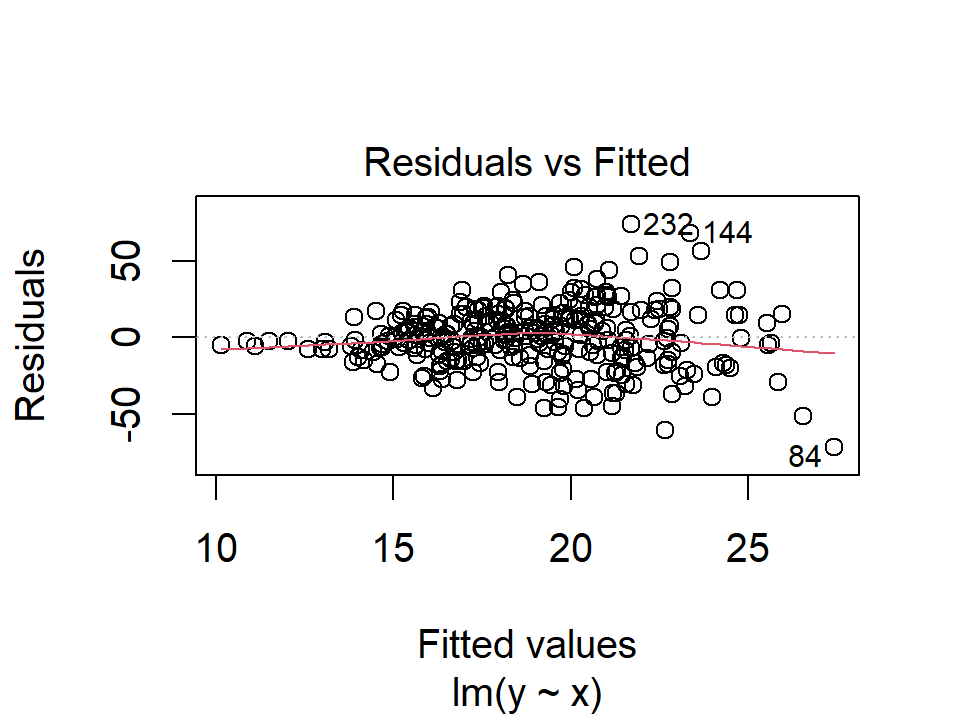 Residuals vs Fitted
Residuals
50
0
-50
232
144
84
10 15 20 25
Fitted values
lm(y ~ x)